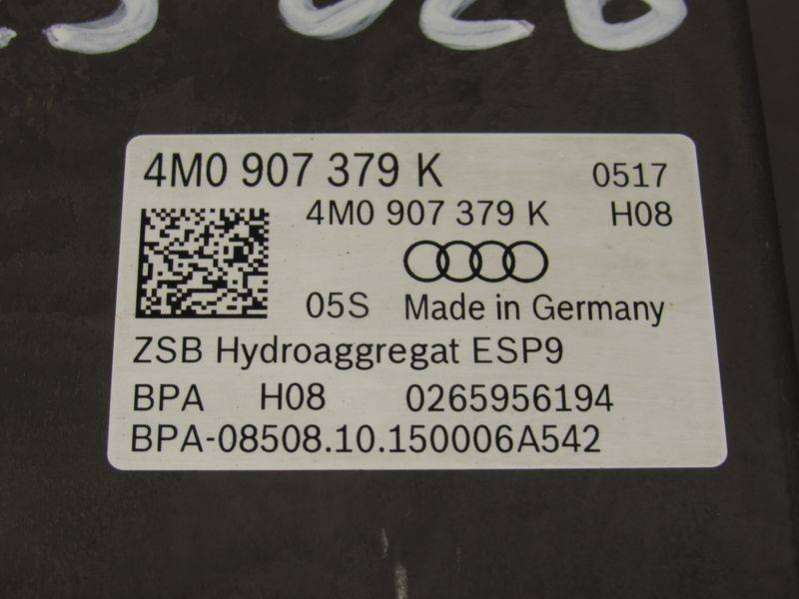 4M0 907 379 K 0517
4M0 907 379 K H08
05S Made in Germany
ZSB Hydroaggregat ESP9
BPA H08 0265956194
BPA-08508.10.150006A542